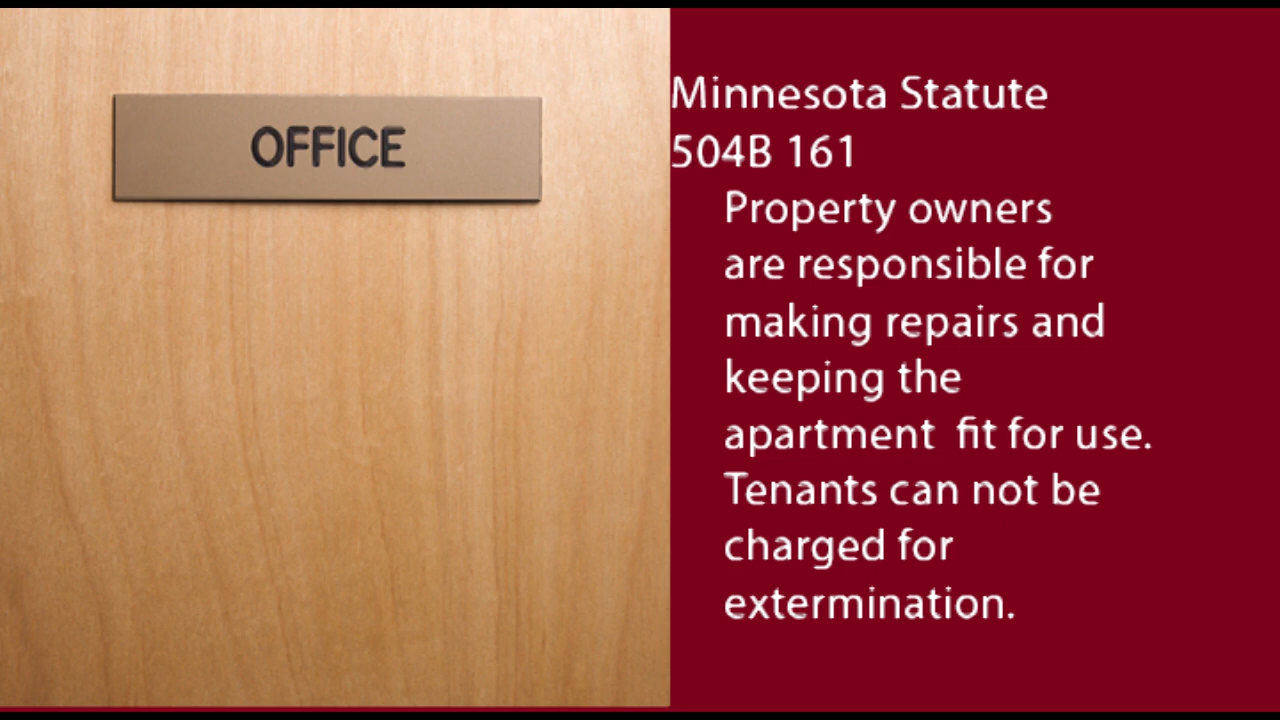 OFFICE
Minnesota Statute
504B 161
Property owners
are responsible for
making repairs and
keeping the
apartment  fit for use.
Tenants can not be
charged for
extermination.